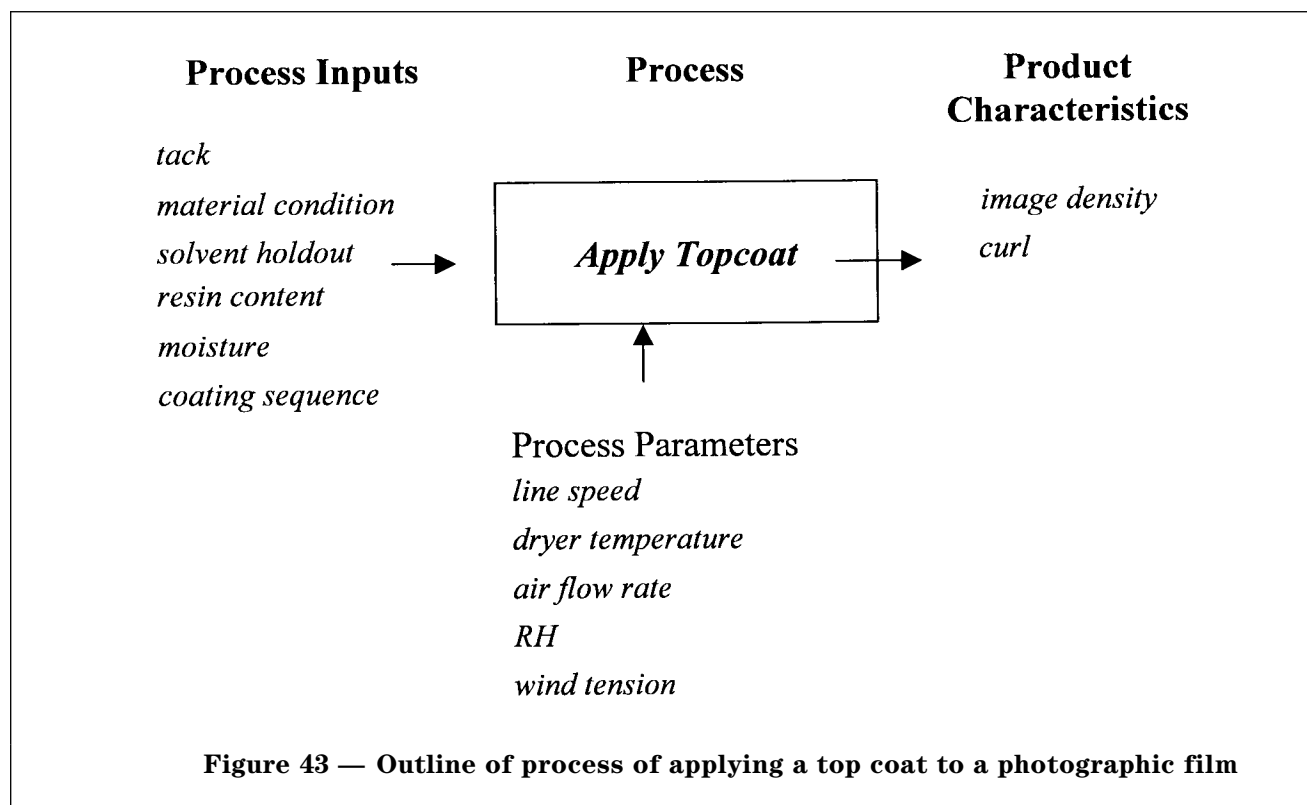 Process Inputs
tack
material condition
solvent holdout
resin content
moisture
coating sequence
Process
Apply Topcoat
Process Parameters
line speed
dryer temperature
air flow rate
RH
wind tension
Product
Characteristics
image density
curl
Figure 43 — Outline of process of applying a top coat to a photographic film